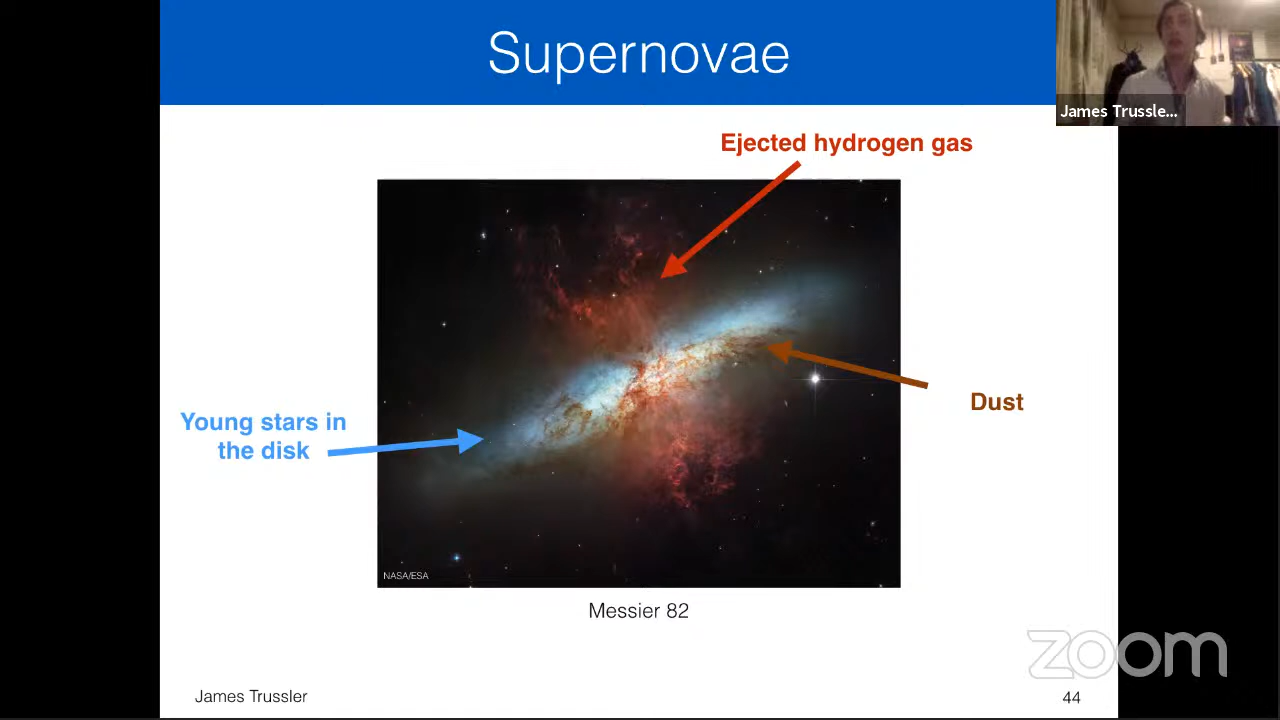 Supernovae
James Trussle...
Ejected hydrogen gas
Young stars in
the disk
Dust
NASA/ESA
Messier 82
zoom
James Trussler
44